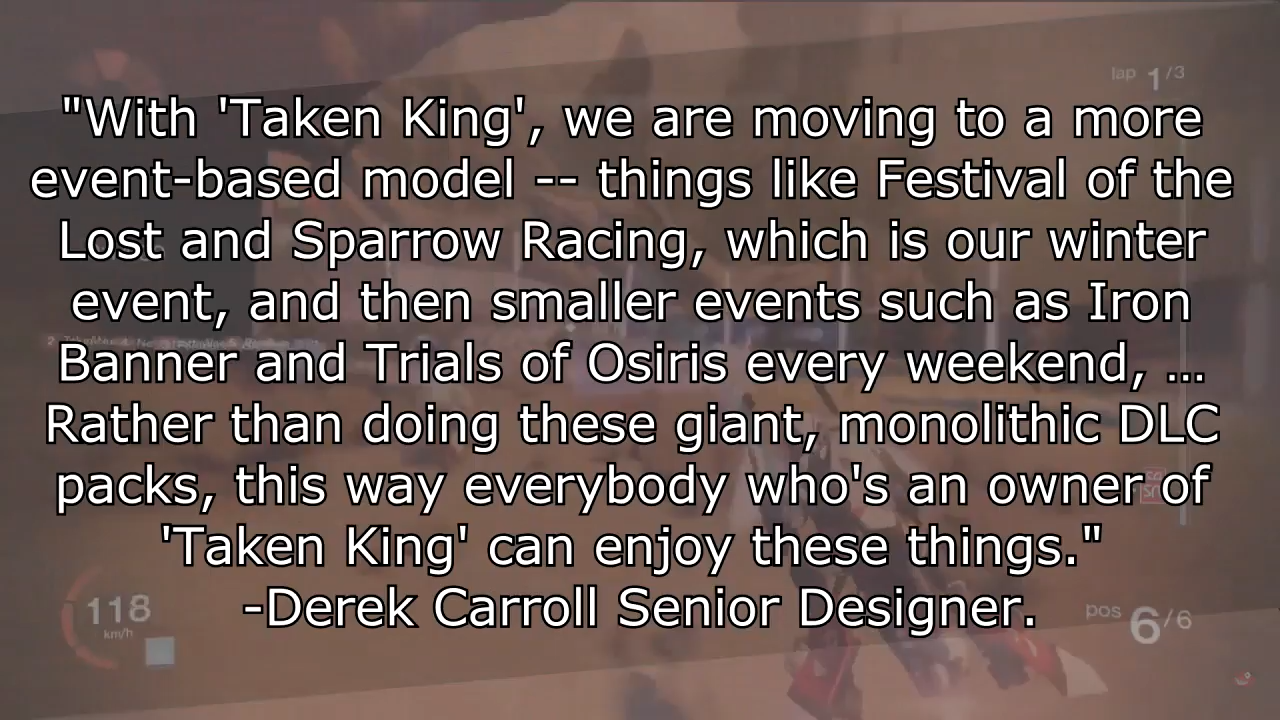 lap 1/3
"With 'Taken King', we are moving to a more
event-based model -- things like Festival of the
Lost and Sparrow Racing, which is our winter
event, and then smaller events such as Iron
Banner and Trials of Osiris every weekend, ...
Rather than doing these giant, monolithic DLC
packs, this way everybody who's an owner of
'Taken King' can enjoy these things."
-Derek Carroll Senior Designer.
118
km/h
pos 6/6